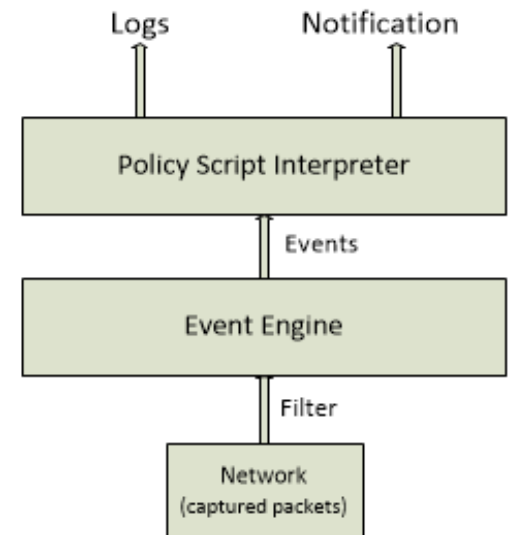 Logs
Notification
Policy Script Interpreter
Events
Event Engine
Filter
Network
(captured packets)